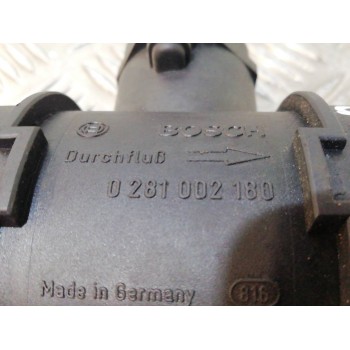 BOSCH
Durchfluß
0 281 002 180
Made in Germany 816